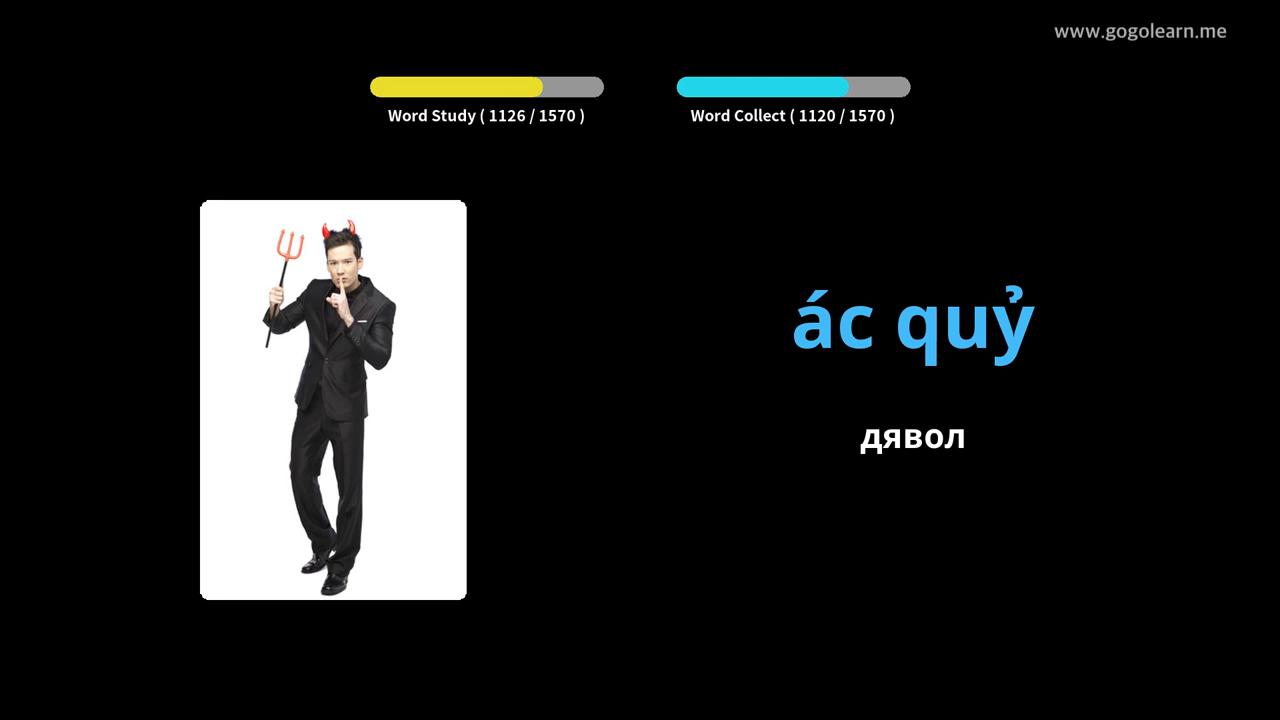 www.gogolearn.me
Word Study ( 1126 / 1570 )
Word Collect ( 1120 / 1570 )
ác quỷ
дявол